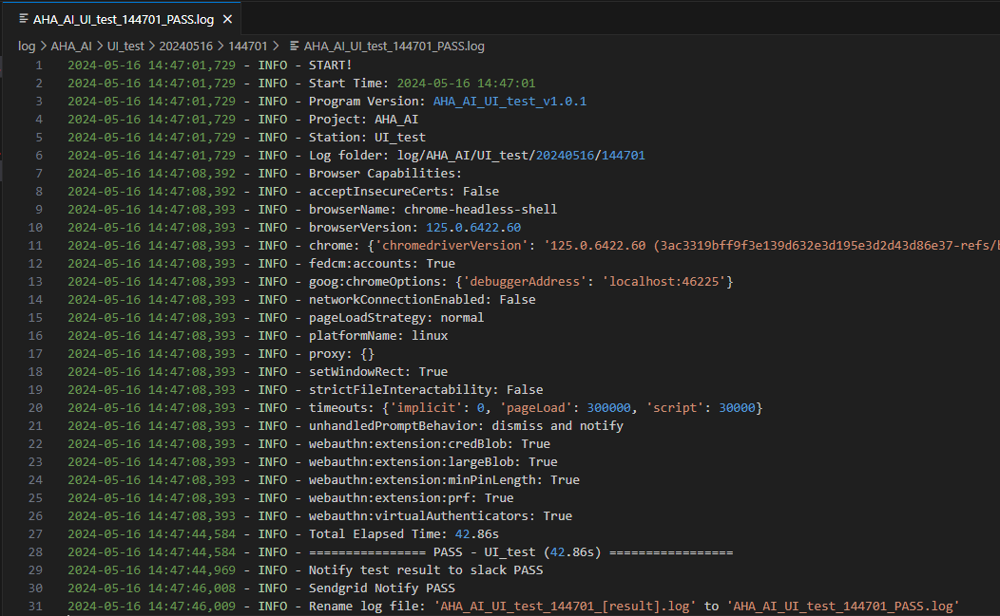 AHA_AI_UI_test_144701_PASS.log ×
log > AHA_AI > UI_test > 20240516 > 144701 > AHA_AI_UI_test_144701_PASS.log
1 2024-05-16 14:47:01,729 - INFO - START!
2 2024-05-16 14:47:01,729 - INFO - Start Time: 2024-05-16 14:47:01
3 2024-05-16 14:47:01,729 - INFO - Program Version: AHA_AI_UI_test_v1.0.1
4 2024-05-16 14:47:01,729 - INFO - Project: AHA_AI
5 2024-05-16 14:47:01,729 - INFO - Station: UI_test
6 2024-05-16 14:47:01,729 - INFO - Log folder: log/AHA_AI/UI_test/20240516/144701
7 2024-05-16 14:47:08,392 - INFO - Browser Capabilities:
8 2024-05-16 14:47:08,392 - INFO - acceptInsecureCerts: False
9 2024-05-16 14:47:08,393 - INFO - browserName: chrome-headless-shell
10 2024-05-16 14:47:08,393 - INFO - browserVersion: 125.0.6422.60
11 2024-05-16 14:47:08,393 - INFO - chrome: {'chromedriverVersion': '125.0.6422.60 (3ac3319bff9f3e139d632e3d195e3d2d43d86e37-refs/b
12 2024-05-16 14:47:08,393 - INFO - fedcm:accounts: True
13 2024-05-16 14:47:08,393 - INFO - goog:chromeOptions: {'debuggerAddress': 'localhost:46225'}
14 2024-05-16 14:47:08,393 - INFO - networkConnectionEnabled: False
15 2024-05-16 14:47:08,393 - INFO - pageLoadStrategy: normal
16 2024-05-16 14:47:08,393 - INFO - platformName: linux
17 2024-05-16 14:47:08,393 - INFO - proxy: {}
18 2024-05-16 14:47:08,393 - INFO - setWindowRect: True
19 2024-05-16 14:47:08,393 - INFO - strictFileInteractability: False
20 2024-05-16 14:47:08,393 - INFO - timeouts: {'implicit': 0, 'pageLoad': 300000, 'script': 30000}
21 2024-05-16 14:47:08,393 - INFO - unhandledPromptBehavior: dismiss and notify
22 2024-05-16 14:47:08,393 - INFO - webauthn:extension:credBlob: True
23 2024-05-16 14:47:08,393 - INFO - webauthn:extension:largeBlob: True
24 2024-05-16 14:47:08,393 - INFO - webauthn:extension:minPinLength: True
25 2024-05-16 14:47:08,393 - INFO - webauthn:extension:prf: True
26 2024-05-16 14:47:08,393 - INFO - webauthn:virtualAuthenticators: True
27 2024-05-16 14:47:44,584 - INFO - Total Elapsed Time: 42.86s
28 2024-05-16 14:47:44,584 - INFO - ================ PASS - UI_test (42.86s) =================
29 2024-05-16 14:47:44,969 - INFO - Notify test result to slack PASS
30 2024-05-16 14:47:46,008 - INFO - Sendgrid Notify PASS
31 2024-05-16 14:47:46,009 - INFO - Rename log file: 'AHA_AI_UI_test_144701_[result].log' to 'AHA_AI_UI_test_144701_PASS.log'